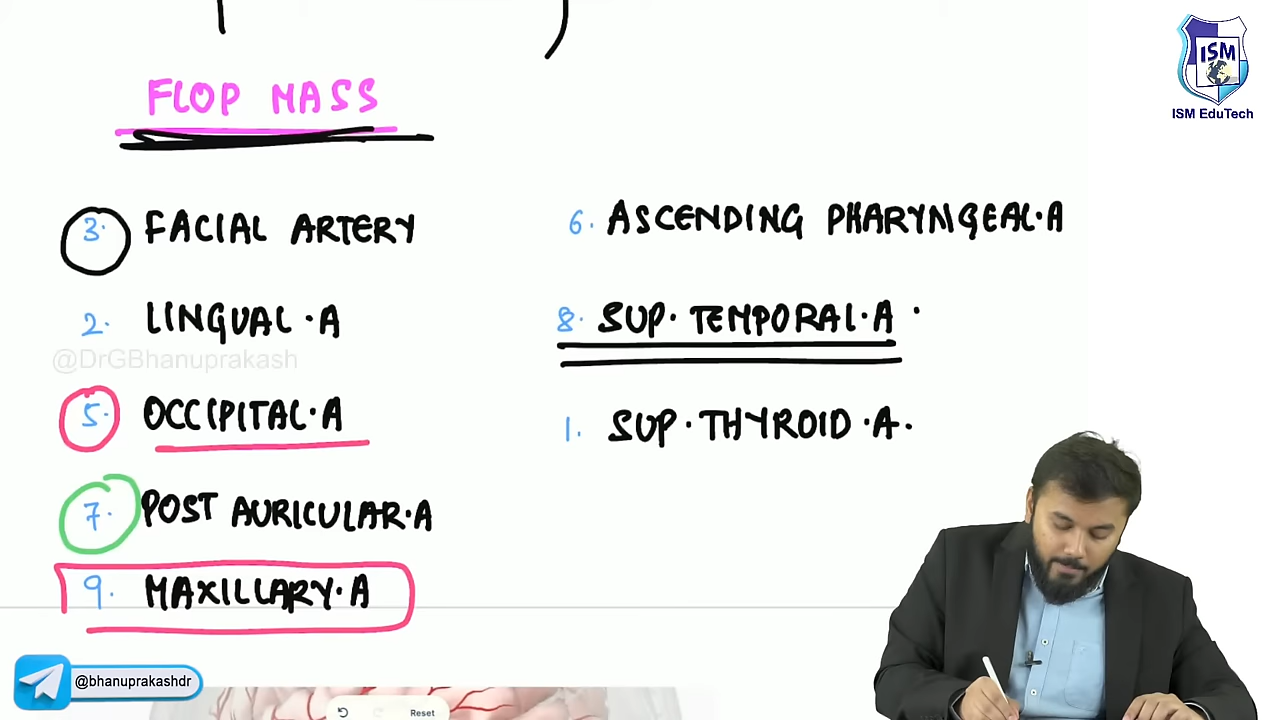 ISM
ISM EduTech
FLOP MASS
3. FACIAL ARTERY
2. LINGUAL.A
@DrGBhanuprakash
5. OCCIPITAL.A
7. POST AURICULAR.A
9. MAXILLARY.A
6. ASCENDING PHARYNGEAL.A
8. SUP. TEMPORAL.A.
1. SUP. THYROID.A.
@bhanuprakashdr
Reset